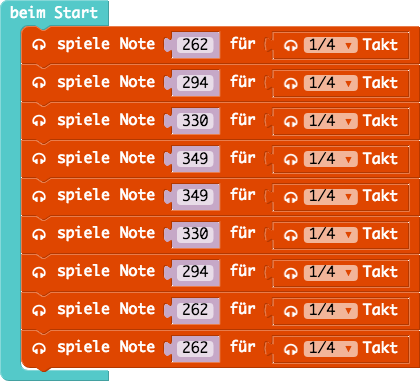 beim Start
spiele Note 262 für 1/4 Takt
spiele Note 294 für 1/4 Takt
spiele Note 330 für 1/4 Takt
spiele Note 349 für 1/4 Takt
spiele Note 349 für 1/4 Takt
spiele Note 330 für 1/4 Takt
spiele Note 294 für 1/4 Takt
spiele Note 262 für 1/4 Takt
spiele Note 262 für 1/4 Takt